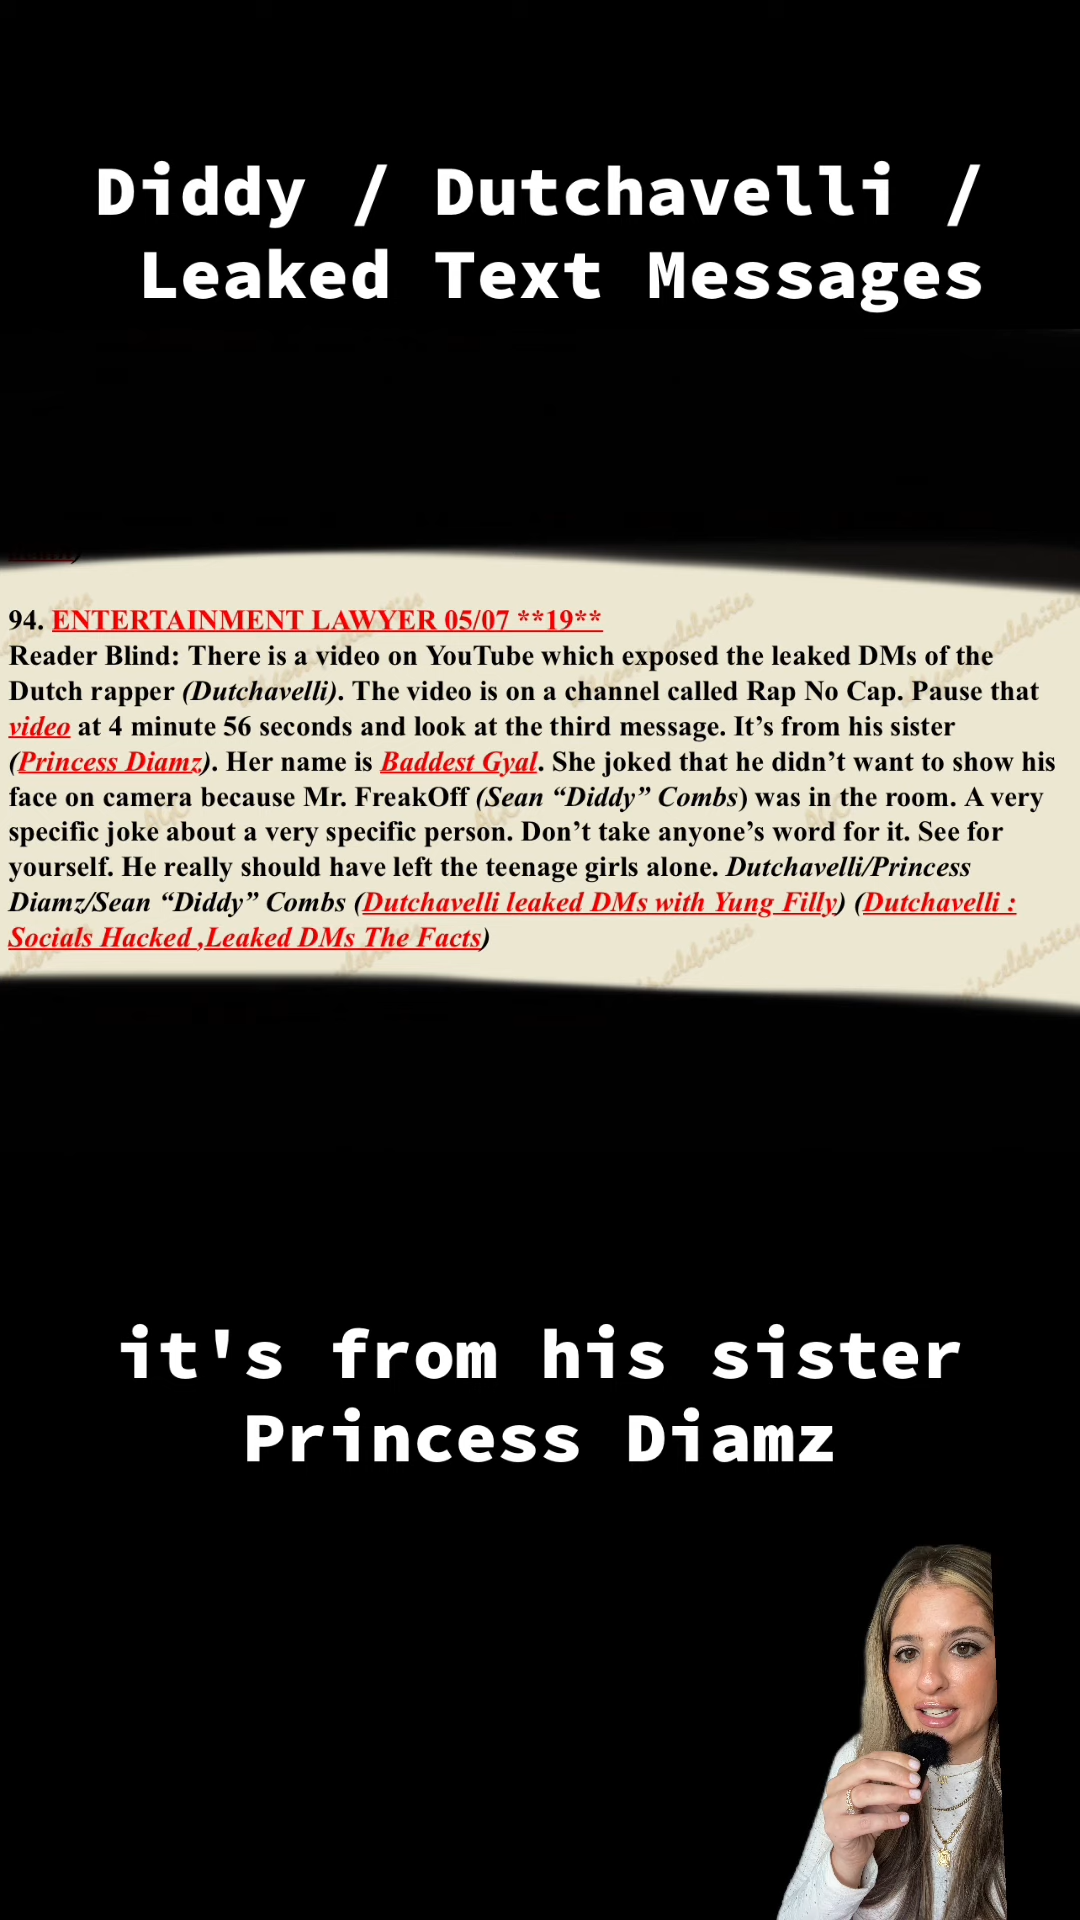 Diddy / Dutchavelli /
Leaked Text Messages
94. ENTERTAINMENT LAWYER 05/07 **19**
Reader Blind: There is a video on YouTube which exposed the leaked DMs of the
Dutch rapper (Dutchavelli). The video is on a channel called Rap No Cap. Pause that
video at 4 minute 56 seconds and look at the third message. It’s from his sister
(Princess Diamz). Her name is Baddest Gyal. She joked that he didn’t want to show his
face on camera because Mr. FreakOff (Sean “Diddy” Combs) was in the room. A very
specific joke about a very specific person. Don’t take anyone’s word for it. See for
yourself. He really should have left the teenage girls alone. Dutchavelli/Princess
Diamz/Sean “Diddy” Combs (Dutchavelli leaked DMs with Yung Filly) (Dutchavelli :
Socials Hacked ,Leaked DMs The Facts)
it's from his sister
Princess Diamz